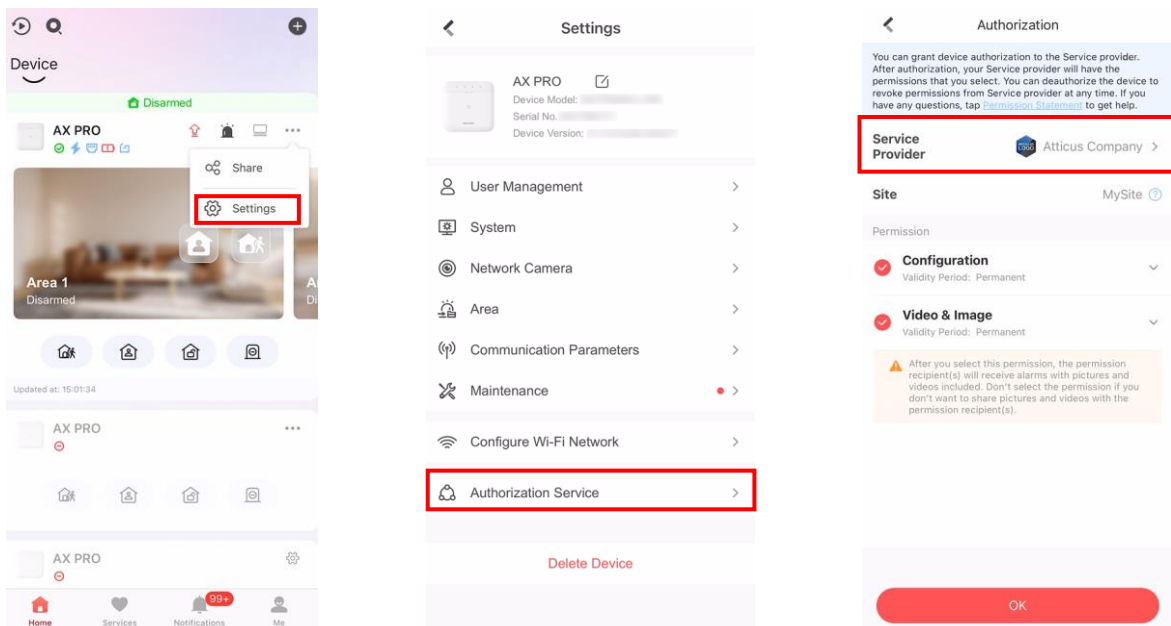 Device
Disarmed
AX PRO
Share
Settings
Area 1
Disarmed
A
Di
Updated at: 15:01:34
AX PRO
AX PRO
Home
Services
99+
Notifications
Me
Settings
AX PRO
Device Model:
Serial No.
Device Version:
User Management
System
Network Camera
Area
Communication Parameters
Maintenance
Configure Wi-Fi Network
Authorization Service
Delete Device
Authorization
You can grant device authorization to the Service provider.
After authorization, your Service provider will have the
permissions that you select. You can deauthorize the device to
revoke permissions from Service provider at any time. If you
have any questions, tap Permission Statement to get help.
Service
Provider
Atticus Company
Site
MySite
Permission
Configuration
Validity Period: Permanent
Video & Image
Validity Period: Permanent
After you select this permission, the permission
recipient(s) will receive alarms with pictures and
videos included. Don't select the permission if you
don't want to share pictures and videos with the
permission recipient(s).
OK